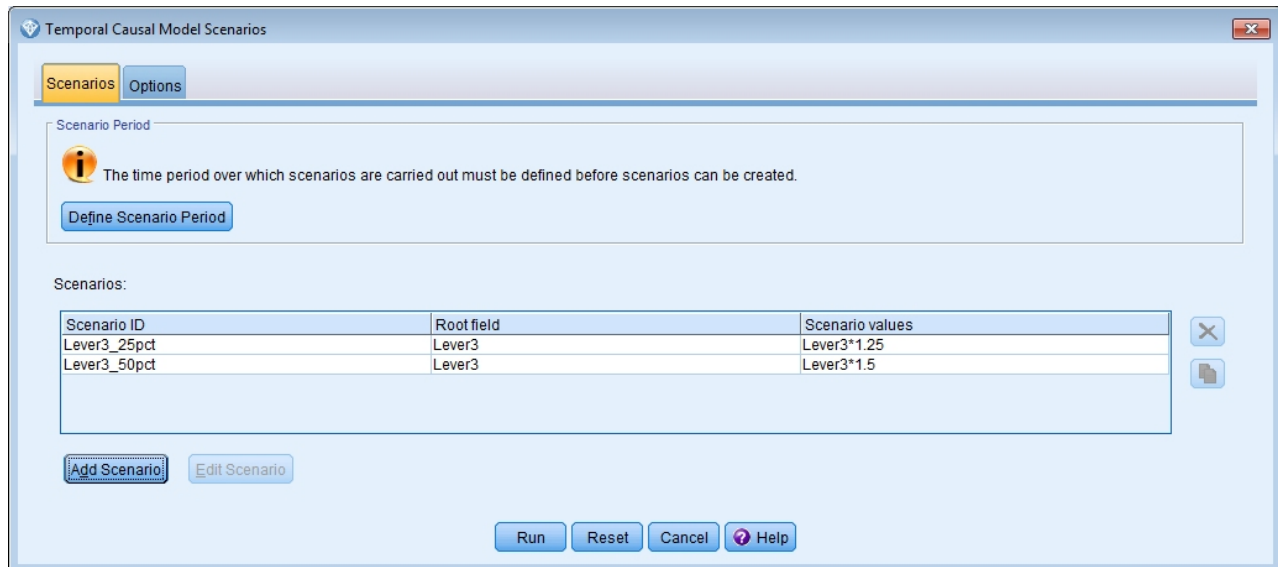 Temporal Causal Model Scenarios
Scenarios Options
Scenario Period
The time period over which scenarios are carried out must be defined before scenarios can be created.
Define Scenario Period
Scenarios:
Scenario ID Root field Scenario values
Lever3_25pct Lever3 Lever3*1.25
Lever3_50pct Lever3 Lever3*1.5
Add Scenario Edit Scenario
Run Reset Cancel Help